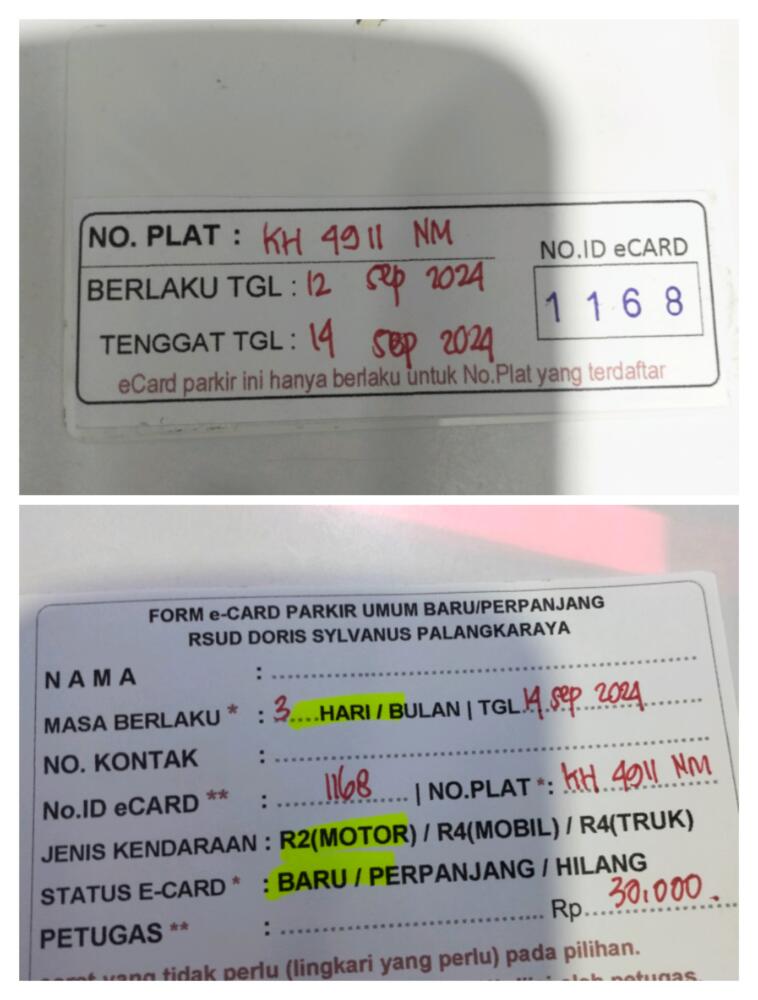 NO. PLAT : KH 4911 NM
NO.ID eCARD
BERLAKU TGL : 12 Sep 2024
1 1 6 8
TENGGAT TGL : 14 Sep 2024
eCard parkir ini hanya berlaku untuk No.Plat yang terdaftar
FORM e-CARD PARKIR UMUM BARU/PERPANJANG
RSUD DORIS SYLVANUS PALANGKARAYA
NAMA :
MASA BERLAKU * : 3....HARI / BULAN | TGL. 14 Sep 2024
NO. KONTAK :
No.ID eCARD ** : 1168 | NO.PLAT *: KH 4911 NM
JENIS KENDARAAN : R2(MOTOR) / R4(MOBIL) / R4(TRUK)
STATUS E-CARD * : BARU / PERPANJANG / HILANG
PETUGAS ** : Rp 30.000.
yang tidak perlu (lingkari yang perlu) pada pilihan.
petugas.